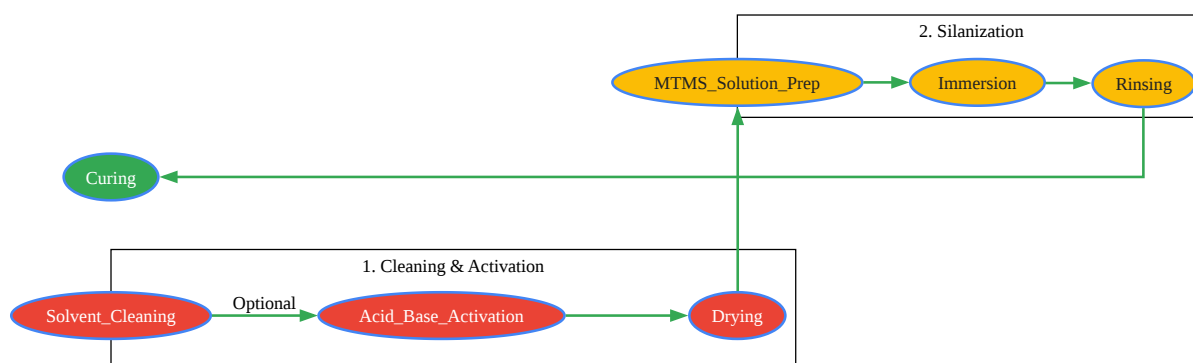 2. Silanization
MTMS_Solution_Prep
Immersion
Rinsing
Curing
1. Cleaning & Activation
Solvent_Cleaning
Optional
Acid_Base_Activation
Drying